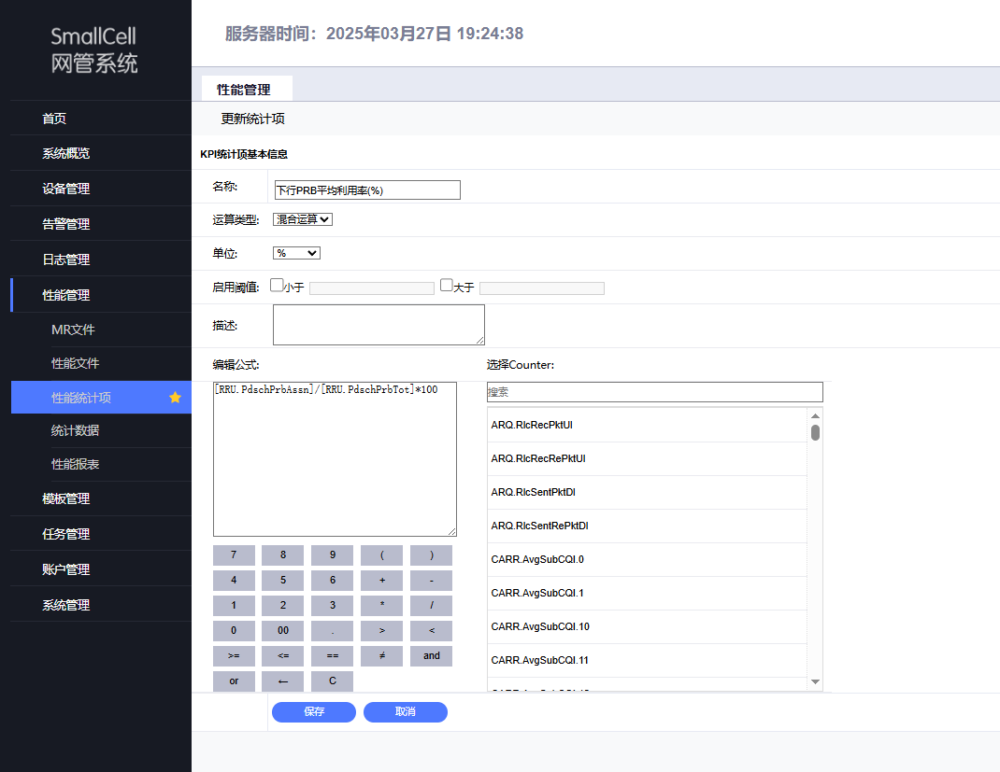 SmallCell
网管系统
服务器时间：2025年03月27日 19:24:38
首页
系统概览
设备管理
告警管理
日志管理
性能管理
MR文件
性能文件
性能统计项
统计数据
性能报表
模板管理
任务管理
账户管理
系统管理
性能管理
更新统计项
KPI统计顶基本信息
名称: 下行PRB平均利用率(%)
运算类型: 混合运算
单位: %
启用阈值: 小于 大于
描述:
编辑公式: 选择Counter:
[RRU.PdschPrbAssn]/[RRU.PdschPrbTot]*100
搜索
ARQ.RlcRecPktUl
ARQ.RlcRecRePktUl
ARQ.RlcSentPktDl
ARQ.RlcSentRePktDl
CARR.AvgSubCQI.0
CARR.AvgSubCQI.1
CARR.AvgSubCQI.10
CARR.AvgSubCQI.11
7 8 9 ( )
4 5 6 + -
1 2 3 * /
0 00 . > <
>= <= == ≠ and
or ← C
保存 取消